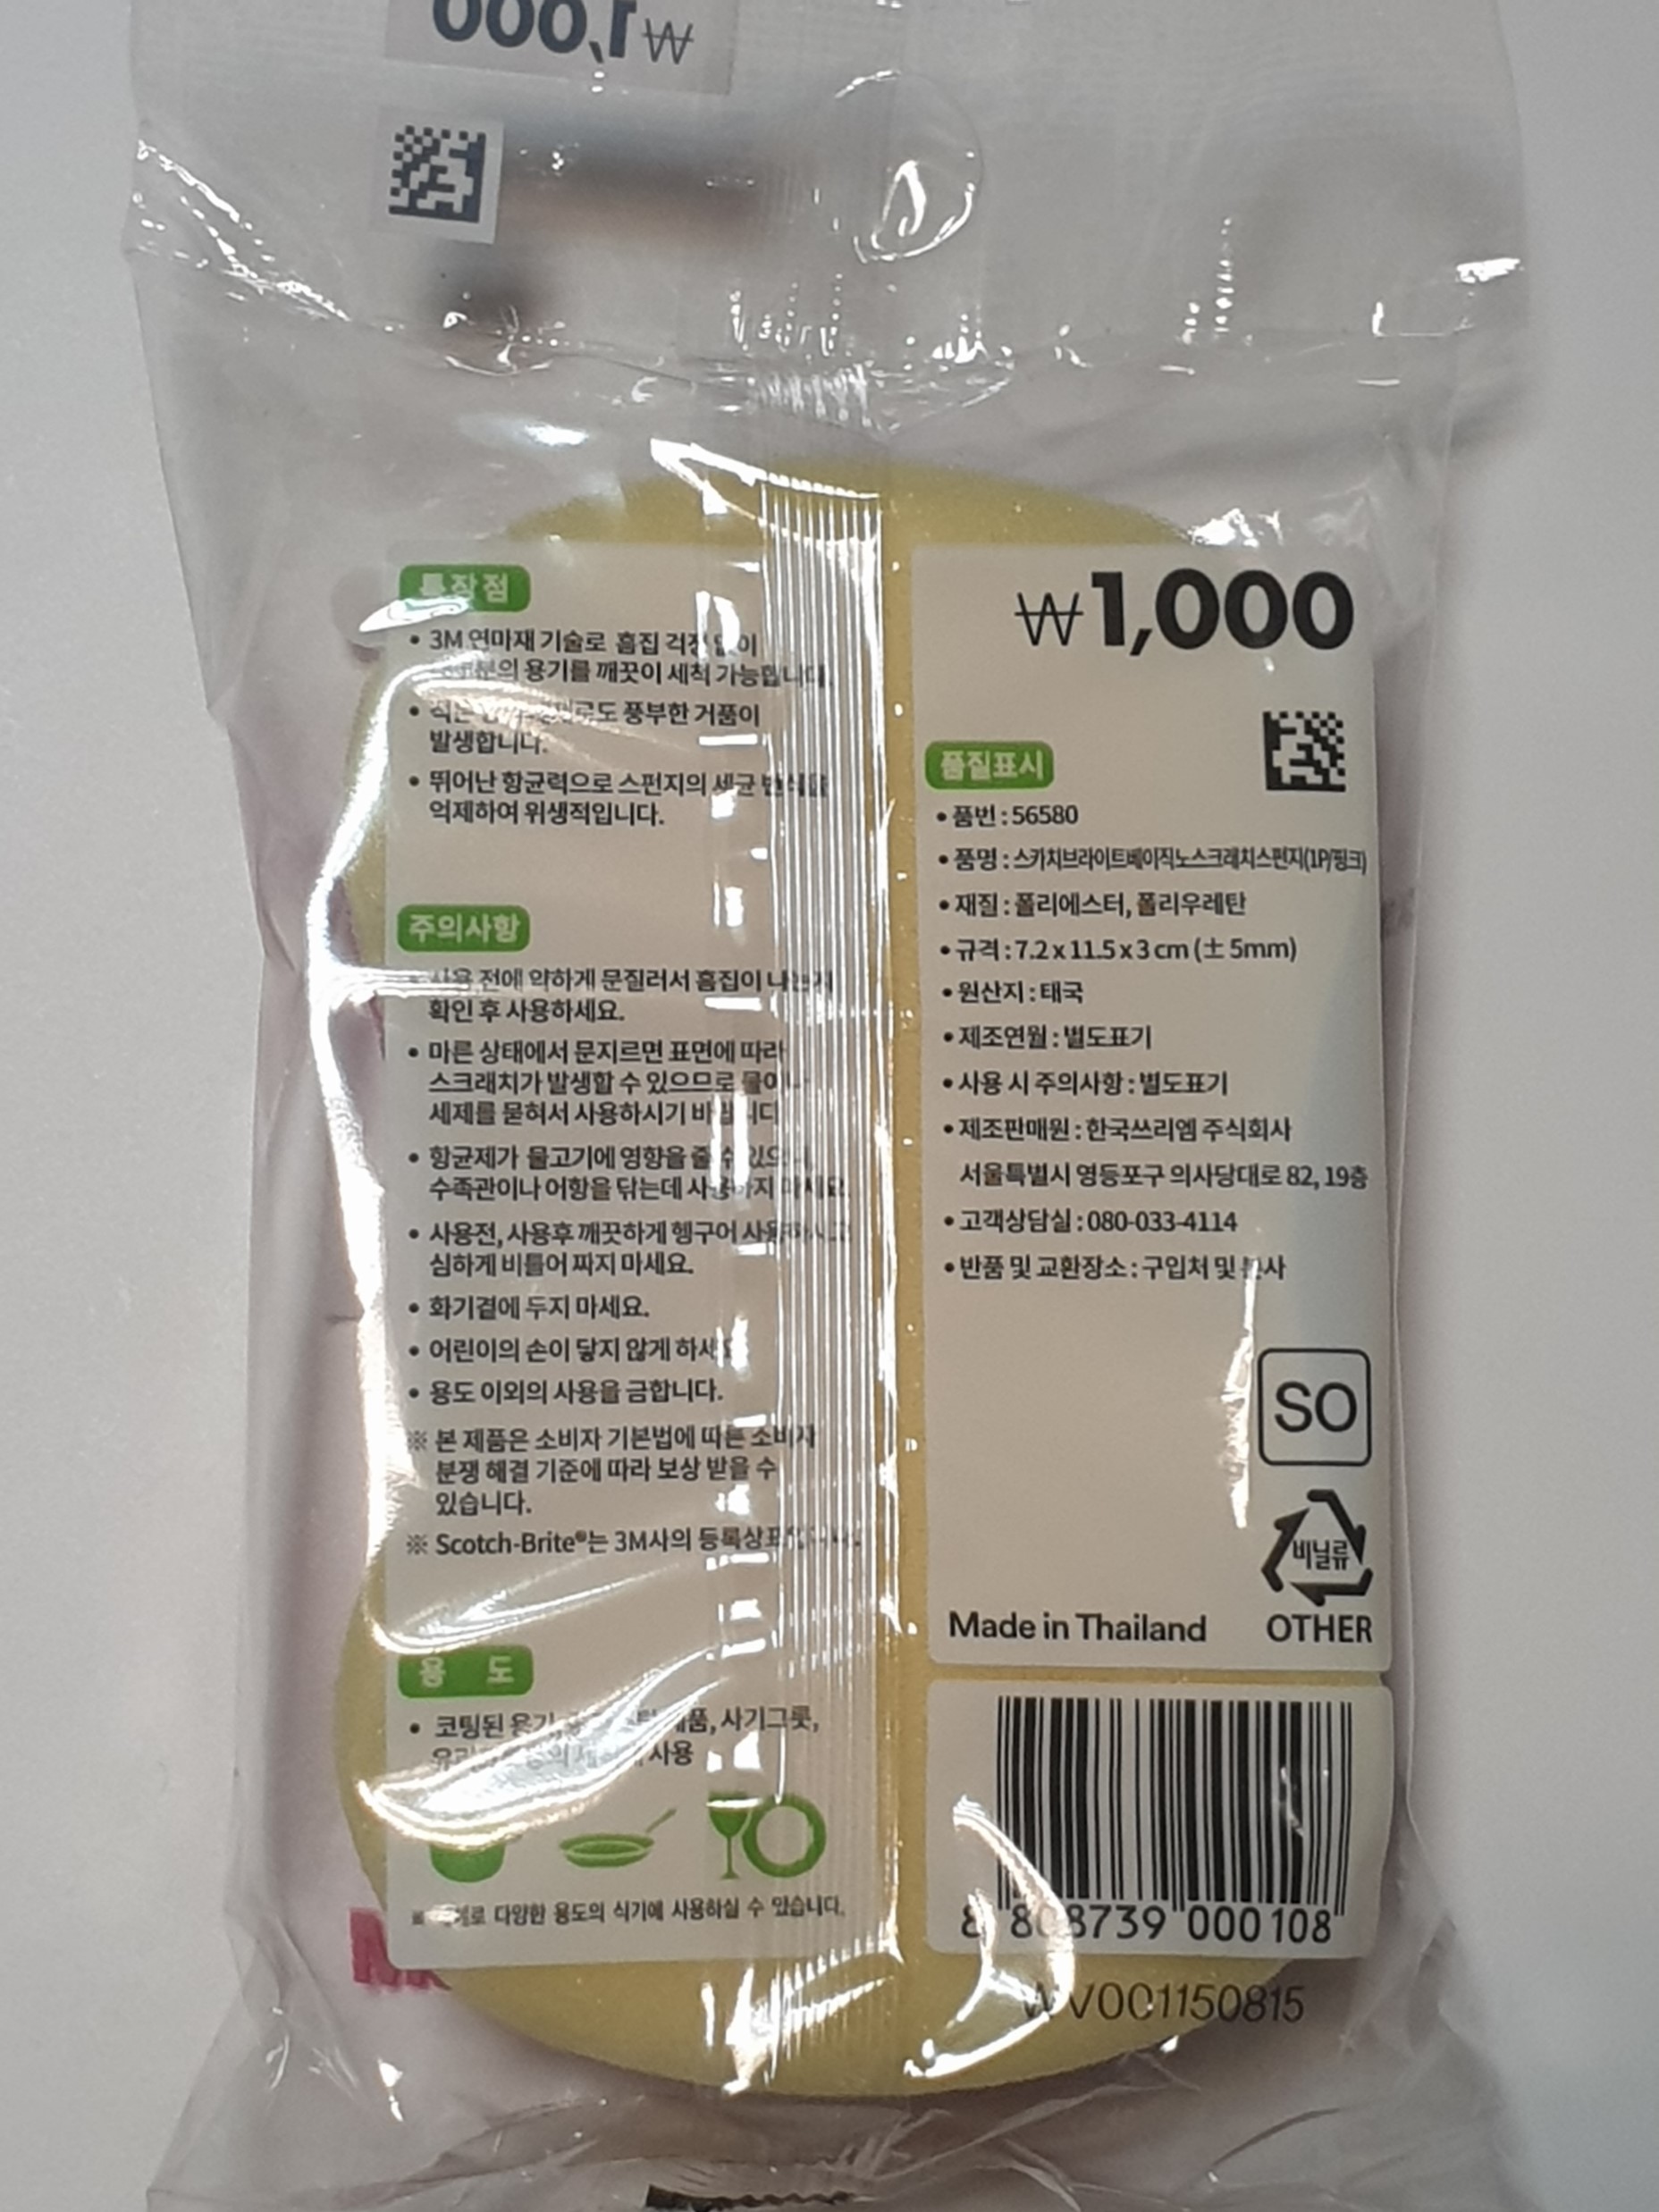 ₩1,000
특장점
• 3M 연마재 기술로 흠집 걱정 없이
용기를 깨끗이 세척 가능합니다.
• 적은 풍부한 거품이
발생합니다.
• 뛰어난 항균력으로 스펀지의 세균 번식을
억제하여 위생적입니다.
주의사항
• 사용 전에 약하게 문질러서 흠집이 나는지
확인 후 사용하세요.
• 마른 상태에서 문지르면 표면에 따라
스크래치가 발생할 수 있으므로 물이나
세제를 묻혀서 사용하시기 바랍니다
• 항균제가 물고기에 영향을 줄 수 있으니,
수족관이나 어항을 닦는데 사용하지 마세요.
• 사용전, 사용후 깨끗하게 헹구어 사용하시고
심하게 비틀어 짜지 마세요.
• 화기곁에 두지 마세요.
• 어린이의 손이 닿지 않게 하세요
• 용도 이외의 사용을 금합니다.
※ 본 제품은 소비자 기본법에 따른 소비자
분쟁 해결 기준에 따라 보상 받을 수
있습니다.
※ Scotch-Brite®는 3M사의 등록상표입니다.
용 도
• 코팅된 용기, 제품, 사기그릇,
사용
※ 다양한 용도의 식기에 사용하실 수 있습니다.
₩1,000
품질표시
• 품번 : 56580
• 품명 : 스카치브라이트베이직노스크래치스펀지(1P/핑크)
• 재질 : 폴리에스터, 폴리우레탄
• 규격 : 7.2 x 11.5 x 3 cm (± 5mm)
• 원산지 : 태국
• 제조연월 : 별도표기
• 사용 시 주의사항 : 별도표기
• 제조판매원 : 한국쓰리엠 주식회사
서울특별시 영등포구 의사당대로 82, 19층
• 고객상담실 : 080-033-4114
• 반품 및 교환장소 : 구입처 및 본사
SO
비닐류
Made in Thailand
OTHER
8 808739 000108
WV001150815